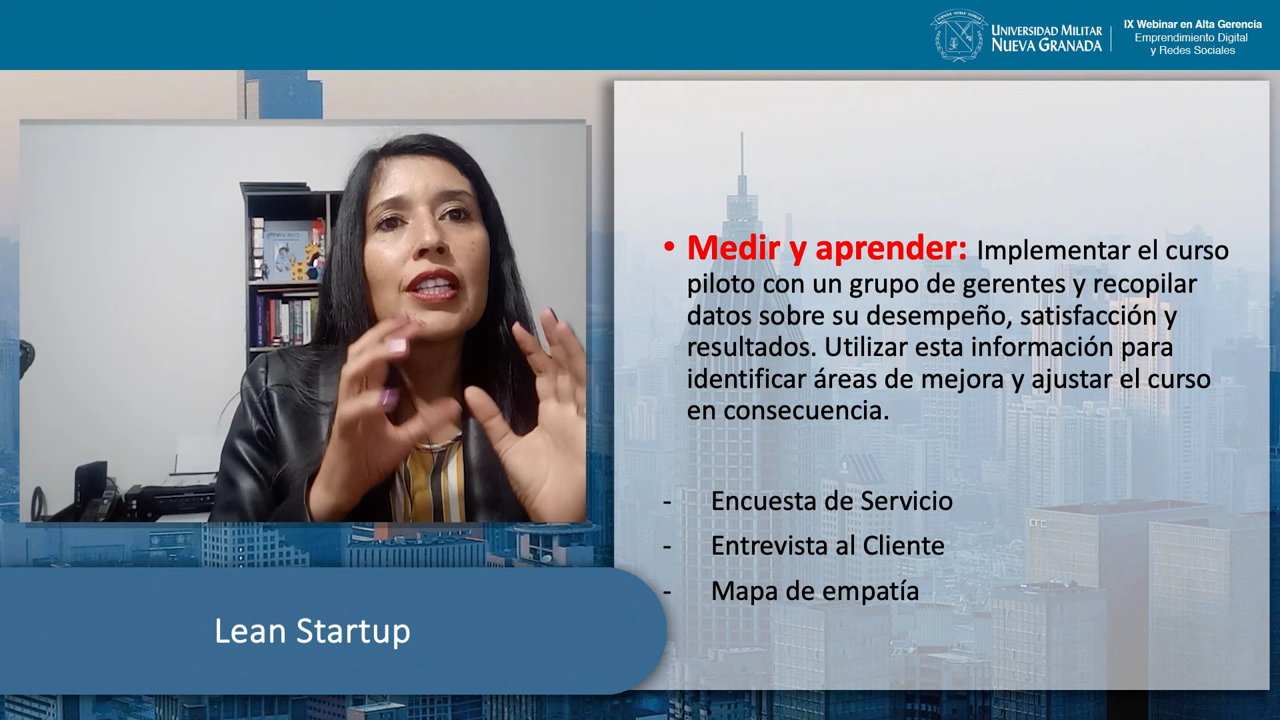 UNIVERSIDAD MILITAR
NUEVA GRANADA
IX Webinar en Alta Gerencia
Emprendimiento Digital
y Redes Sociales
• Medir y aprender: Implementar el curso
piloto con un grupo de gerentes y recopilar
datos sobre su desempeño, satisfacción y
resultados. Utilizar esta información para
identificar áreas de mejora y ajustar el curso
en consecuencia.
- Encuesta de Servicio
- Entrevista al Cliente
- Mapa de empatía
Lean Startup